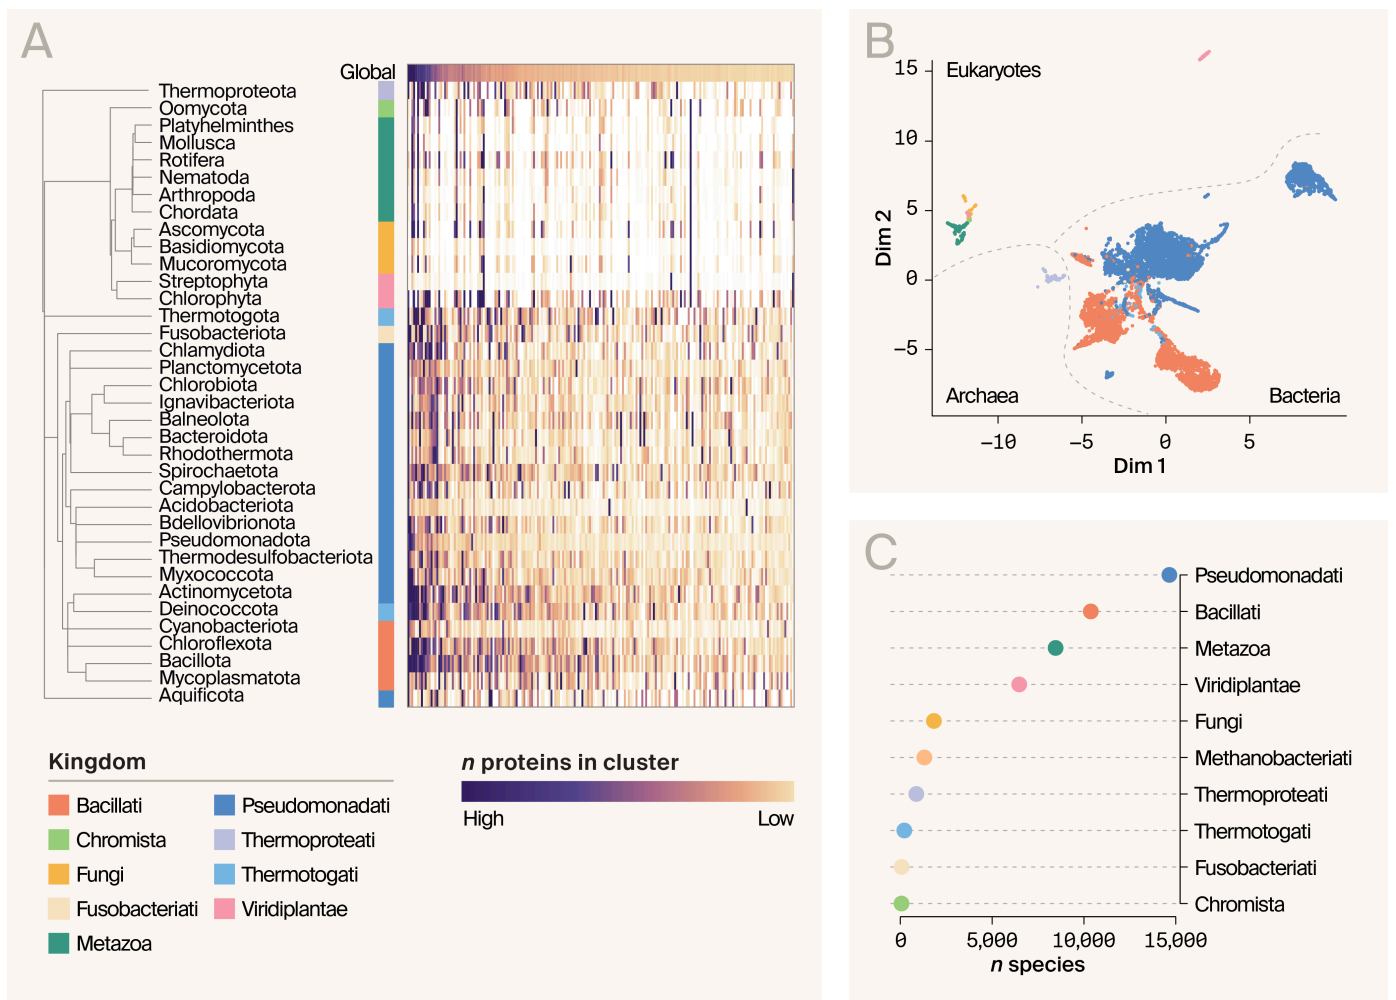 A
Global
Thermoproteota
Oomycota
Platyhelminthes
Mollusca
Rotifera
Nematoda
Arthropoda
Chordata
Ascomycota
Basidiomycota
Mucoromycota
Streptophyta
Chlorophyta
Thermotogota
Fusobacteriota
Chlamydiota
Planctomycetota
Chlorobiota
Ignavibacteriota
Balneolota
Bacteroidota
Rhodothermota
Spirochaetota
Campylobacterota
Acidobacteriota
Bdellovibrionota
Pseudomonadota
Thermodesulfobacteriota
Myxococcota
Actinomycetota
Deinococcota
Cyanobacteriota
Chloroflexota
Bacillota
Mycoplasmatota
Aquificota
Kingdom
Bacillati
Pseudomonadati
Chromista
Thermoproteati
Fungi
Thermotogati
Fusobacteriati
Viridiplantae
Metazoa
n proteins in cluster
High
Low
B
Eukaryotes
Archaea
Bacteria
15
10
5
0
−5
Dim 2
−10
−5
0
5
Dim 1
C
Pseudomonadati
Bacillati
Metazoa
Viridiplantae
Fungi
Methanobacteriati
Thermoproteati
Thermotogati
Fusobacteriati
Chromista
0
5,000
10,000
15,000
n species